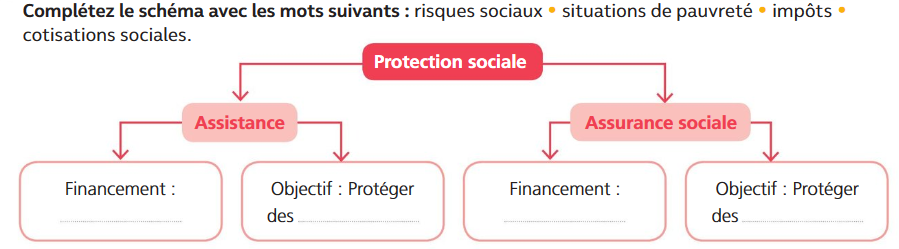 Complétez le schéma avec les mots suivants : risques sociaux • situations de pauvreté • impôts •
cotisations sociales.
Protection sociale
Assistance
Assurance sociale
Financement :
Objectif : Protéger
des
Financement :
Objectif : Protéger
des